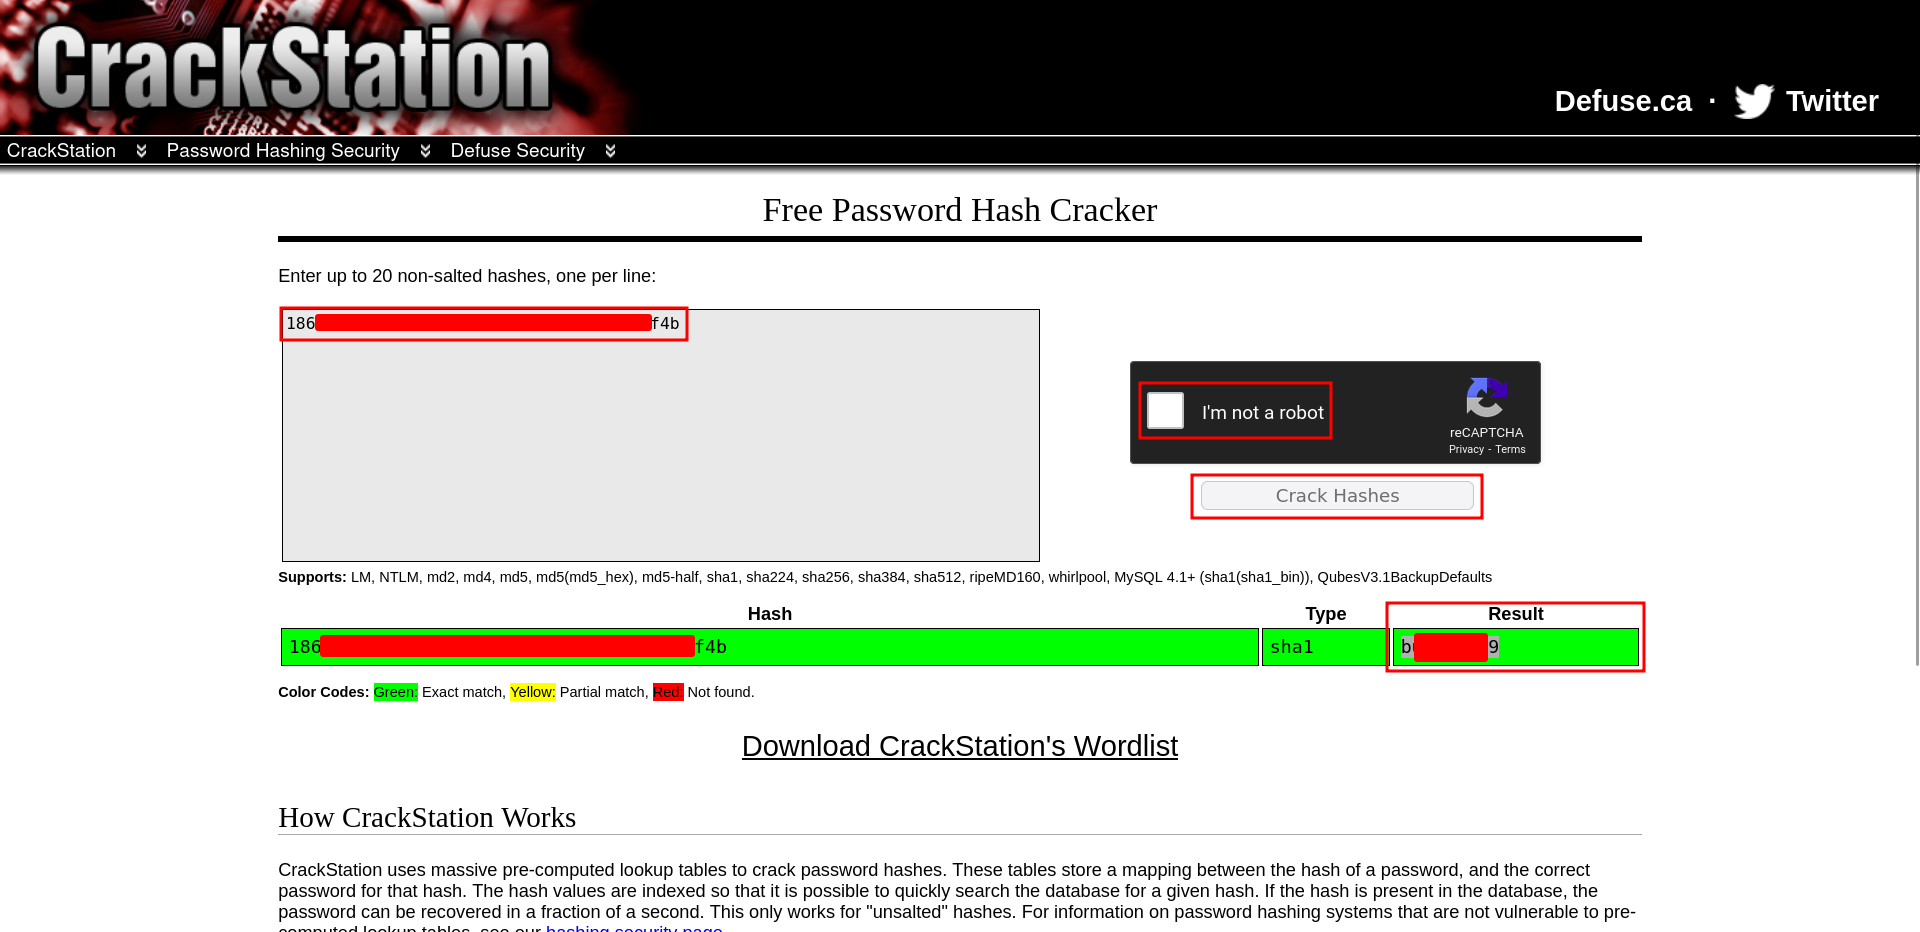 CrackStation
Defuse.ca · Twitter
CrackStation Password Hashing Security Defuse Security
Free Password Hash Cracker
Enter up to 20 non-salted hashes, one per line:
186 f4b
I'm not a robot
reCAPTCHA
Privacy - Terms
Crack Hashes
Supports: LM, NTLM, md2, md4, md5, md5(md5_hex), md5-half, sha1, sha224, sha256, sha384, sha512, ripeMD160, whirlpool, MySQL 4.1+ (sha1(sha1_bin)), QubesV3.1BackupDefaults
Hash Type Result
186 f4b sha1 b 9
Color Codes: Green: Exact match, Yellow: Partial match, Red: Not found.
Download CrackStation's Wordlist
How CrackStation Works
CrackStation uses massive pre-computed lookup tables to crack password hashes. These tables store a mapping between the hash of a password, and the correct
password for that hash. The hash values are indexed so that it is possible to quickly search the database for a given hash. If the hash is present in the database, the
password can be recovered in a fraction of a second. This only works for "unsalted" hashes. For information on password hashing systems that are not vulnerable to pre-
computed lookup tables, see our hashing security page.